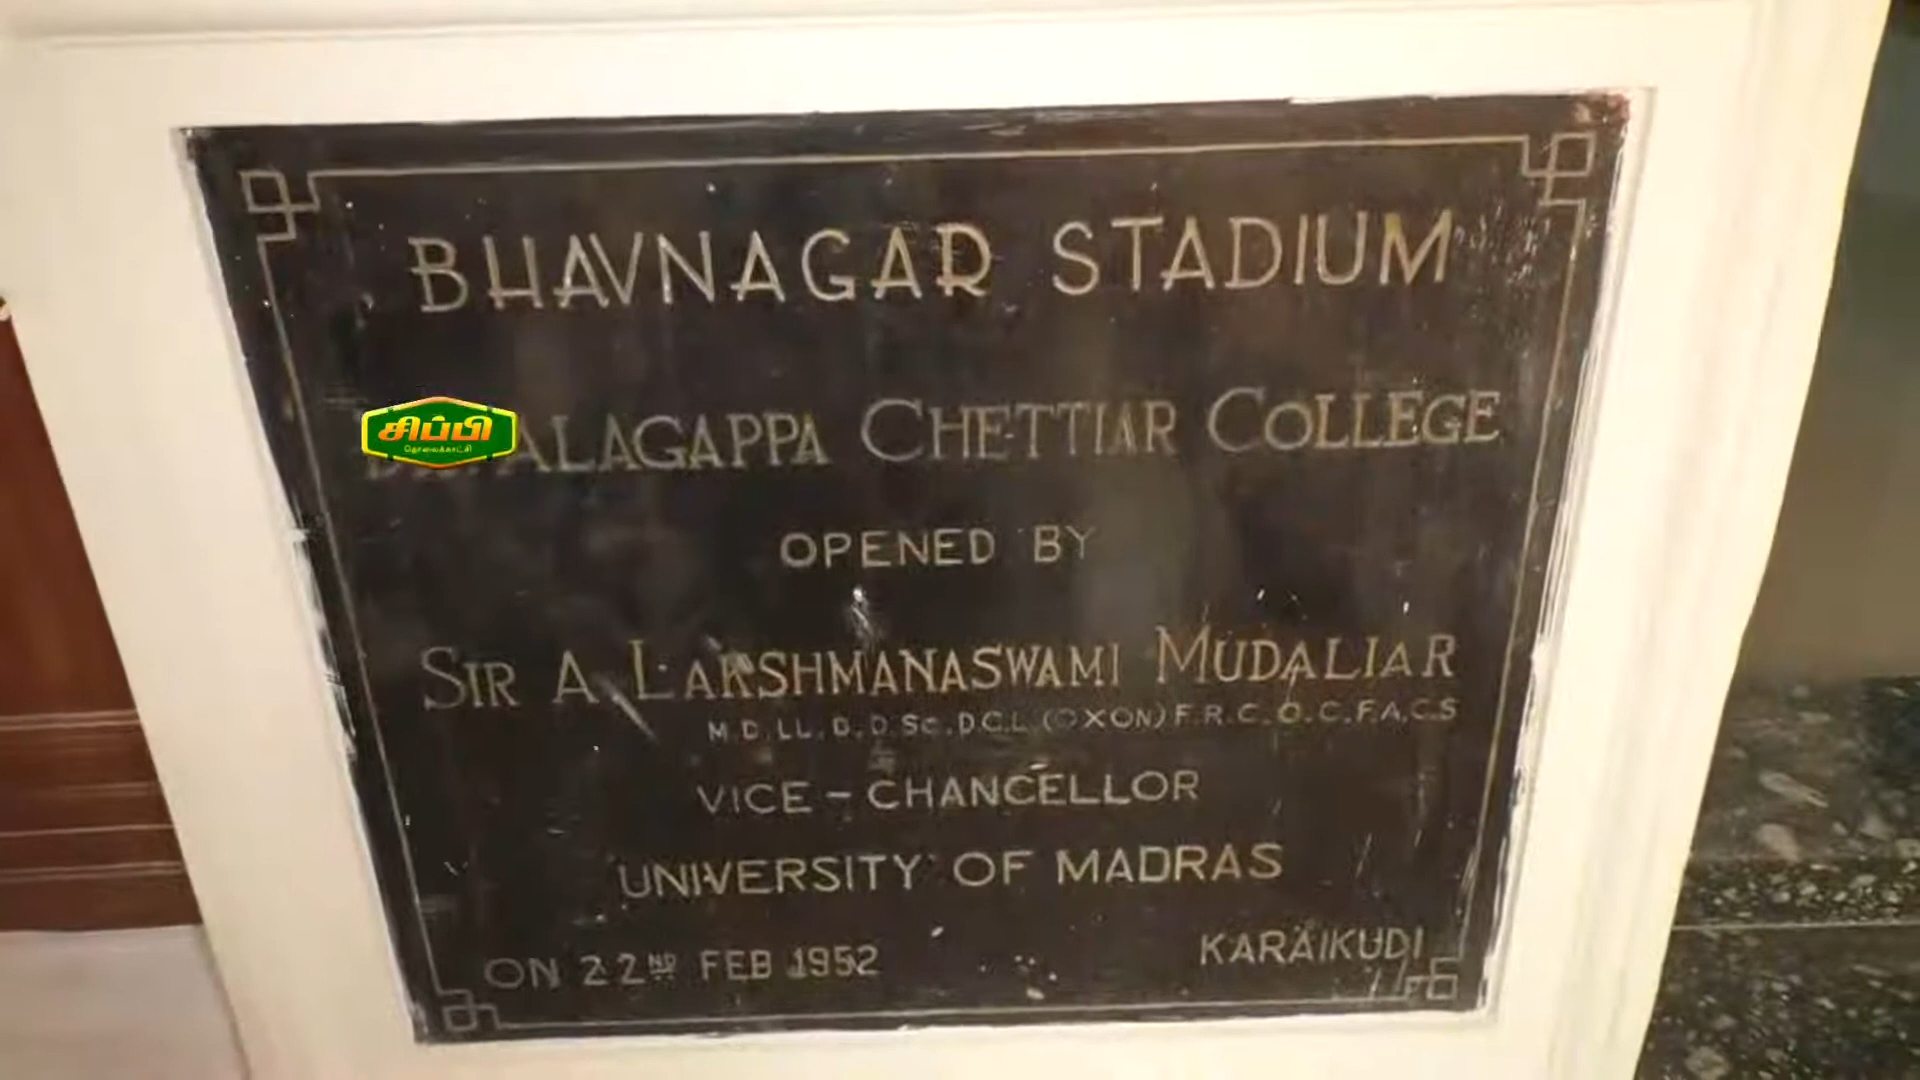 BHAVNAGAR STADIUM
ALAGAPPA CHETTIAR COLLEGE
சிப்பி
தொலைக்காட்சி
OPENED BY
SIR A. LAKSHMANASWAMI MUDALIAR
M.D.LL.D.D.Sc.D.C.L.(OXON)F.R.C.O.C.F.A.C.S
VICE - CHANCELLOR
UNIVERSITY OF MADRAS
ON 22ND FEB 1952 KARAIKUDI